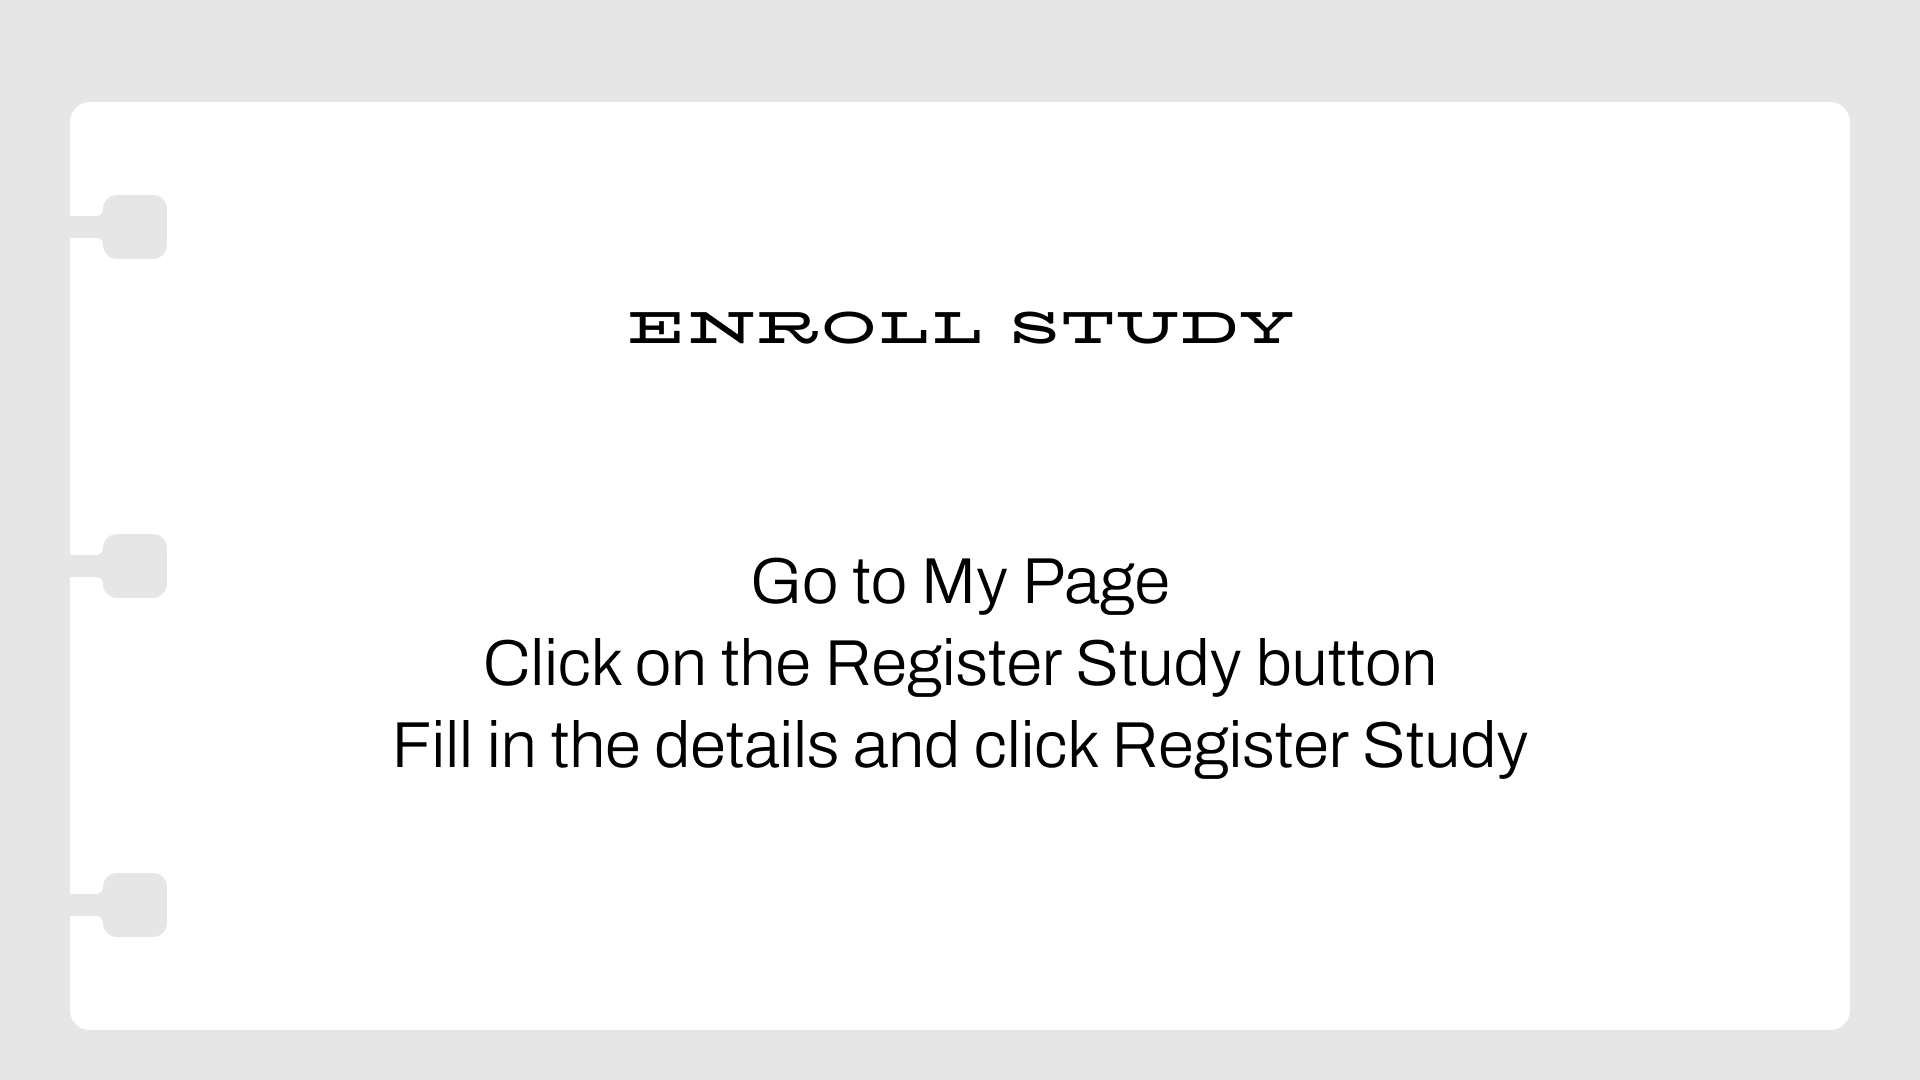 ENROLL STUDY
Go to My Page
Click on the Register Study button
Fill in the details and click Register Study